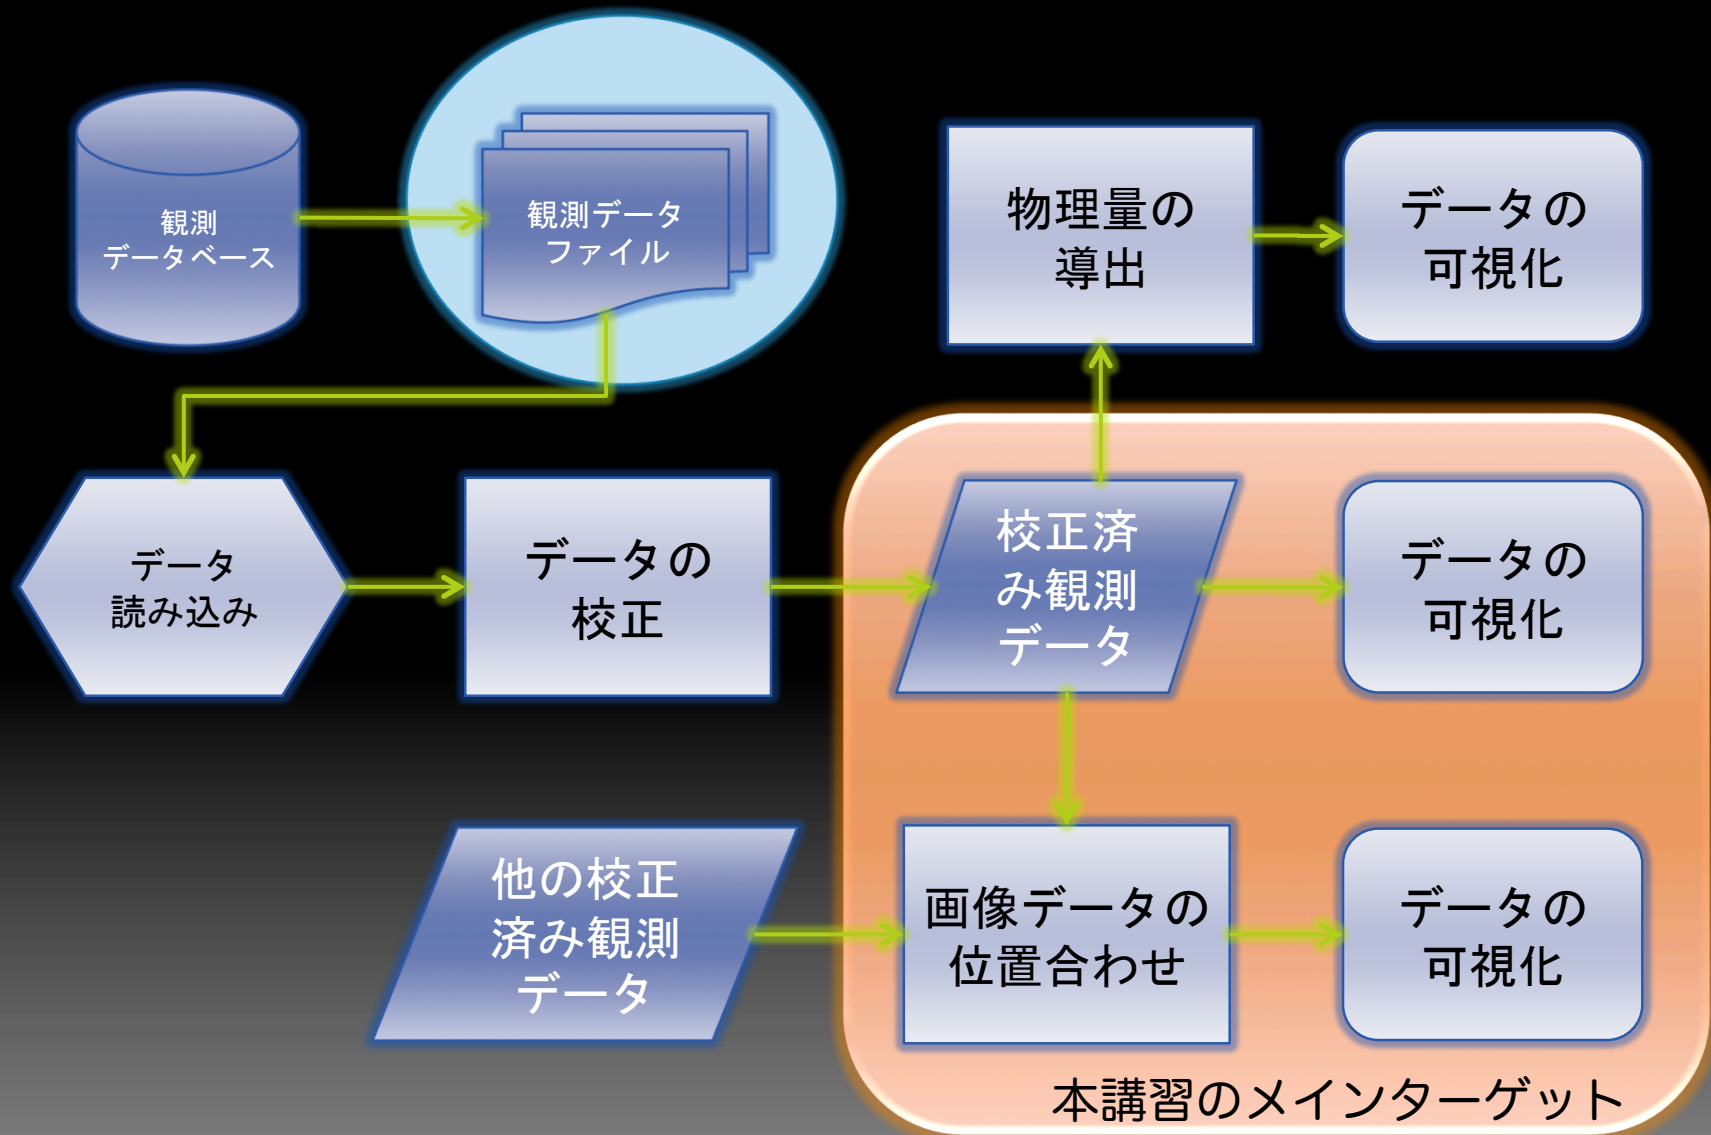 観測
データベース
観測データ
ファイル
物理量の
導出
データの
可視化
データ
読み込み
データの
校正
校正済
み観測
データ
データの
可視化
他の校正
済み観測
データ
画像データの
位置合わせ
データの
可視化
本講習のメインターゲット